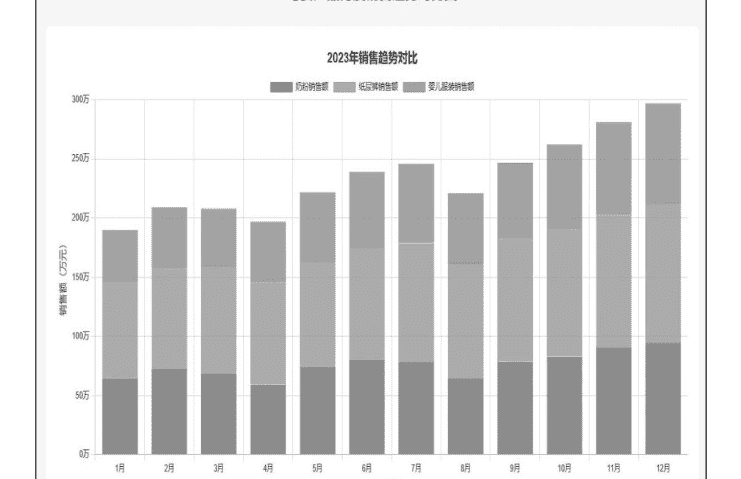 2023年销售趋势对比
奶粉销售额 纸尿裤销售额 婴儿服装销售额
300万
250万
200万
150万
100万
50万
0万
销售额（万元）
1月 2月 3月 4月 5月 6月 7月 8月 9月 10月 11月 12月